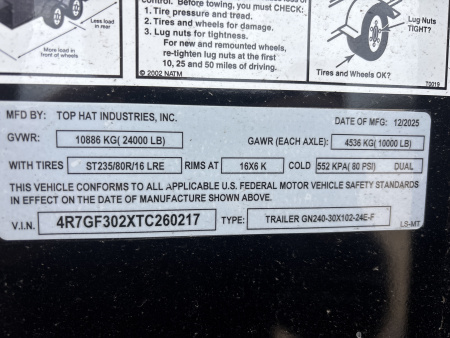 Less load
in rear
More load in
front of wheels
control. Before towing, you must CHECK:
1. Tire pressure and tread.
2. Tires and wheels for damage.
3. Lug nuts for tightness.
For new and remounted wheels,
re-tighten lug nuts at the first
10, 25 and 50 miles of driving.
© 2002 NATM
Lug Nuts
TIGHT?
Tires and Wheels OK?
T0019
MFD BY: TOP HAT INDUSTRIES, INC.
DATE OF MFG: 12/2025
GVWR: 10886 KG( 24000 LB)
GAWR (EACH AXLE): 4536 KG( 10000 LB)
WITH TIRES ST235/80R/16 LRE RIMS AT 16X6 K COLD 552 KPA( 80 PSI) DUAL
THIS VEHICLE CONFORMS TO ALL APPLICABLE U.S. FEDERAL MOTOR VEHICLE SAFETY STANDARDS
IN EFFECT ON THE DATE OF MANUFACTURE SHOWN ABOVE.
V.I.N. 4R7GF302XTC260217 TYPE: TRAILER GN240-30X102-24E-F
LS-MT